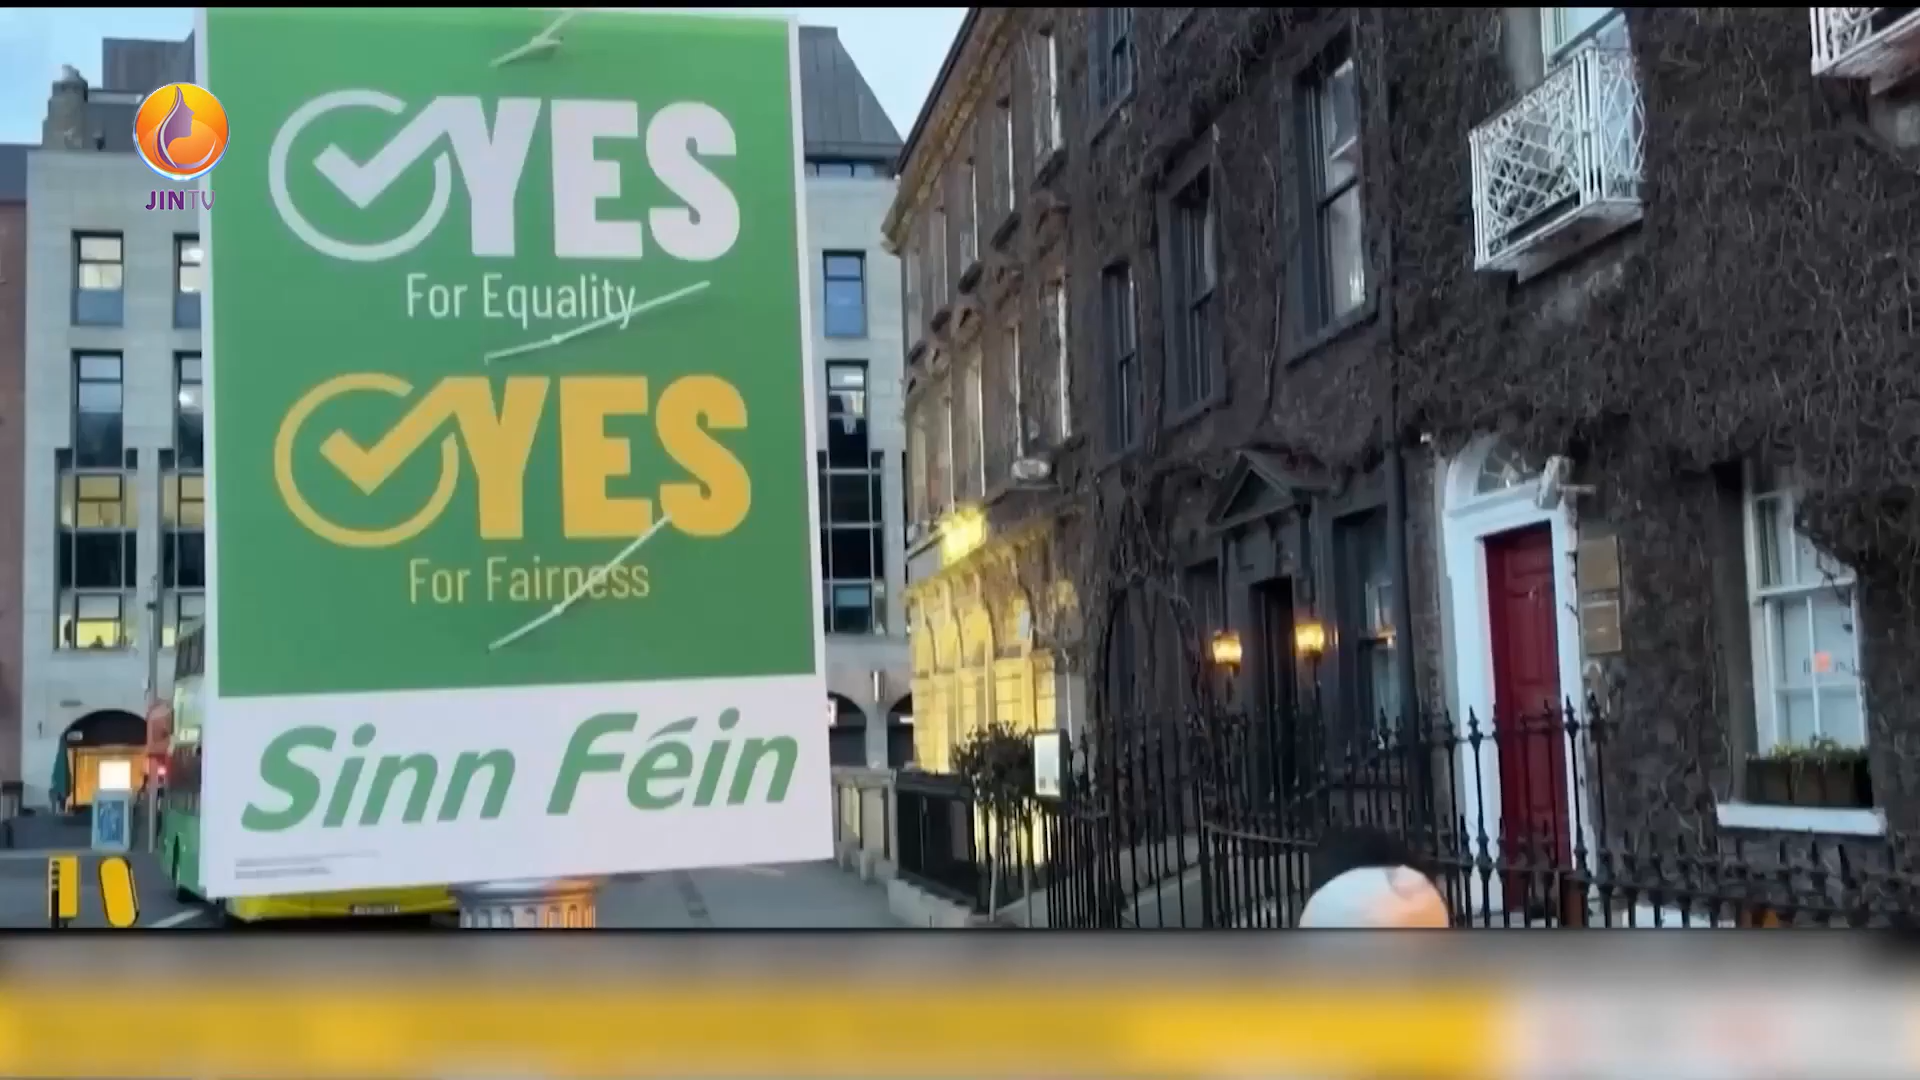 JINTV
YES
For Equality
YES
For Fairness
Sinn Féin